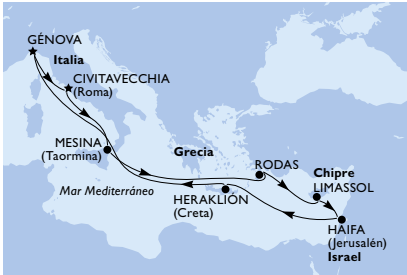 GÉNOVA
Italia
CIVITAVECCHIA
(Roma)
MESINA
(Taormina)
Grecia
RODAS
Chipre
LIMASSOL
Mar Mediterráneo
HERAKLIÓN
(Creta)
HAIFA
(Jerusalén)
Israel